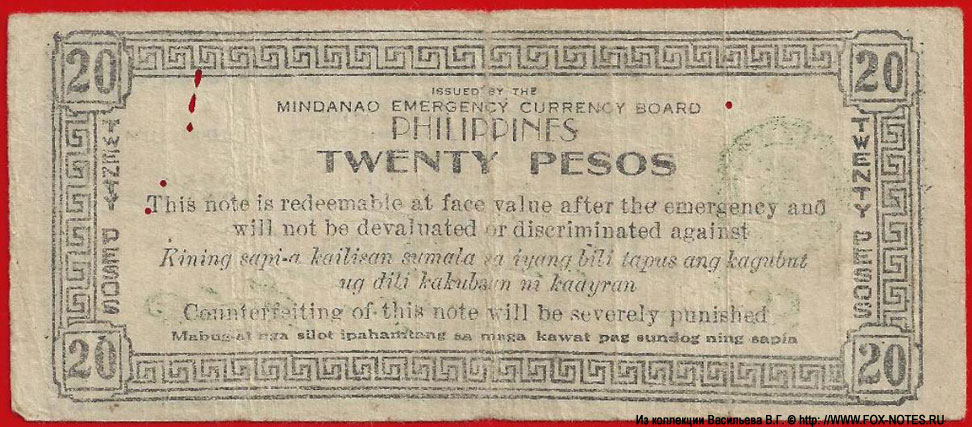 20 20
ISSUED BY THE
MINDANAO EMERGENCY CURRENCY BOARD
PHILIPPINES
TWENTY PESOS
TWENTY PESOS
TWENTY PESOS
This note is redeemable at face value after the emergency and
will not be devaluated or discriminated against
Kining sapi-a kailisan sumala sa iyang bili tapus ang kagubut
ug dili kakubsan ni kaayran
Counterfeiting of this note will be severely punished
Mabug-at nga silot ipahamtang sa mga kawat pag sundog ning sapia
20 20
Из коллекции Васильева В.Г. © http://WWW.FOX-NOTES.RU